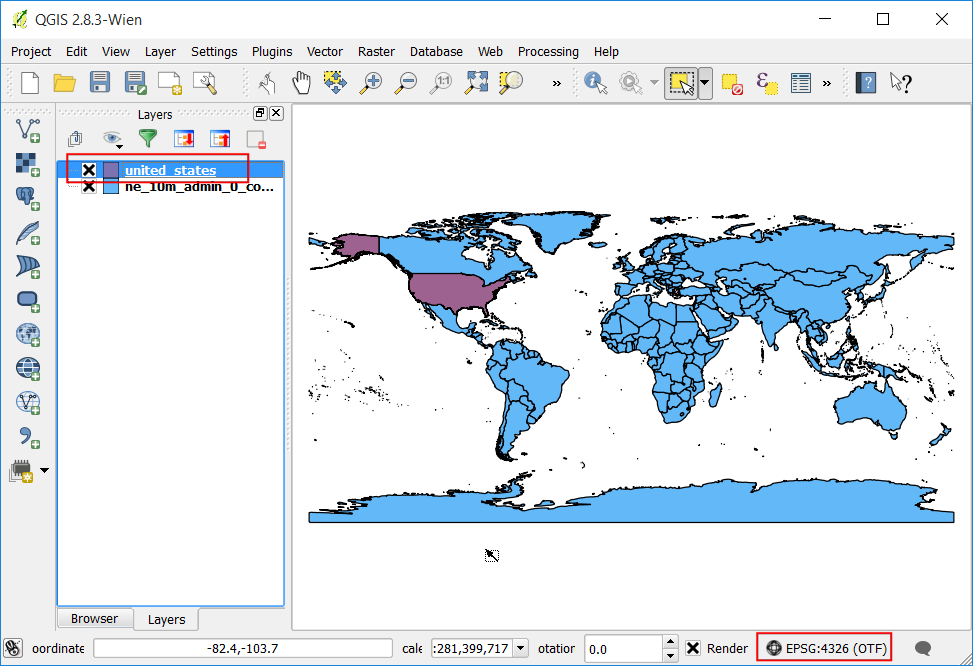 QGIS 2.8.3-Wien
Project Edit View Layer Settings Plugins Vector Raster Database Web Processing Help
1:1
» » ?
Layers
united_states
ne_10m_admin_0_co...
Browser Layers
oordinate -82.4,-103.7 cale :281,399,717 otatior 0.0 Render EPSG:4326 (OTF)